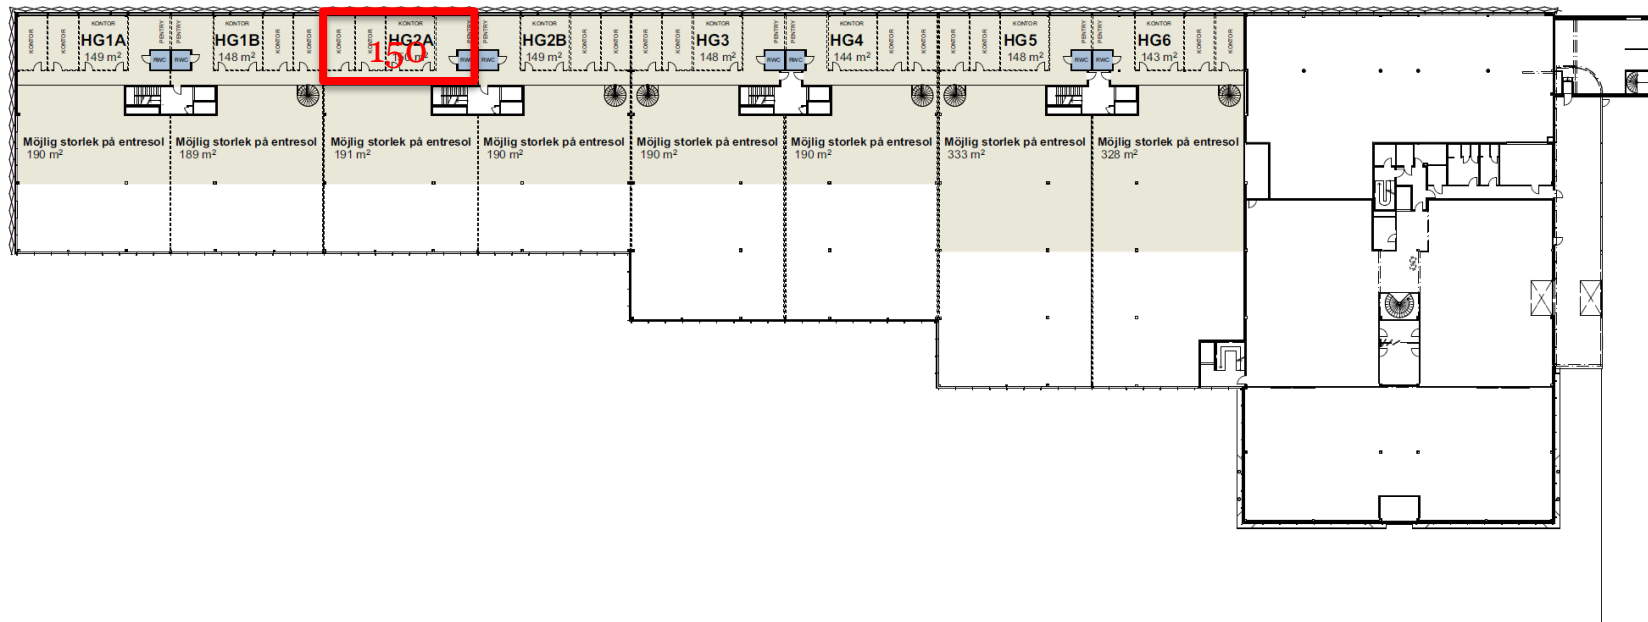 KONTOR
KONTOR
KONTOR
HG1A
149 m²
PENTRY
PENTRY
RWC
RWC
KONTOR
HG1B
148 m²
KONTOR
KONTOR
KONTOR
KONTOR
KONTOR
HG2A
150
PENTRY
PENTRY
RWC
RWC
KONTOR
HG2B
149 m²
KONTOR
KONTOR
KONTOR
KONTOR
KONTOR
HG3
148 m²
PENTRY
PENTRY
RWC
RWC
KONTOR
HG4
144 m²
KONTOR
KONTOR
KONTOR
KONTOR
KONTOR
HG5
148 m²
PENTRY
PENTRY
RWC
RWC
KONTOR
HG6
143 m²
KONTOR
KONTOR
Möjlig storlek på entresol
190 m²
Möjlig storlek på entresol
189 m²
Möjlig storlek på entresol
191 m²
Möjlig storlek på entresol
190 m²
Möjlig storlek på entresol
190 m²
Möjlig storlek på entresol
190 m²
Möjlig storlek på entresol
333 m²
Möjlig storlek på entresol
328 m²